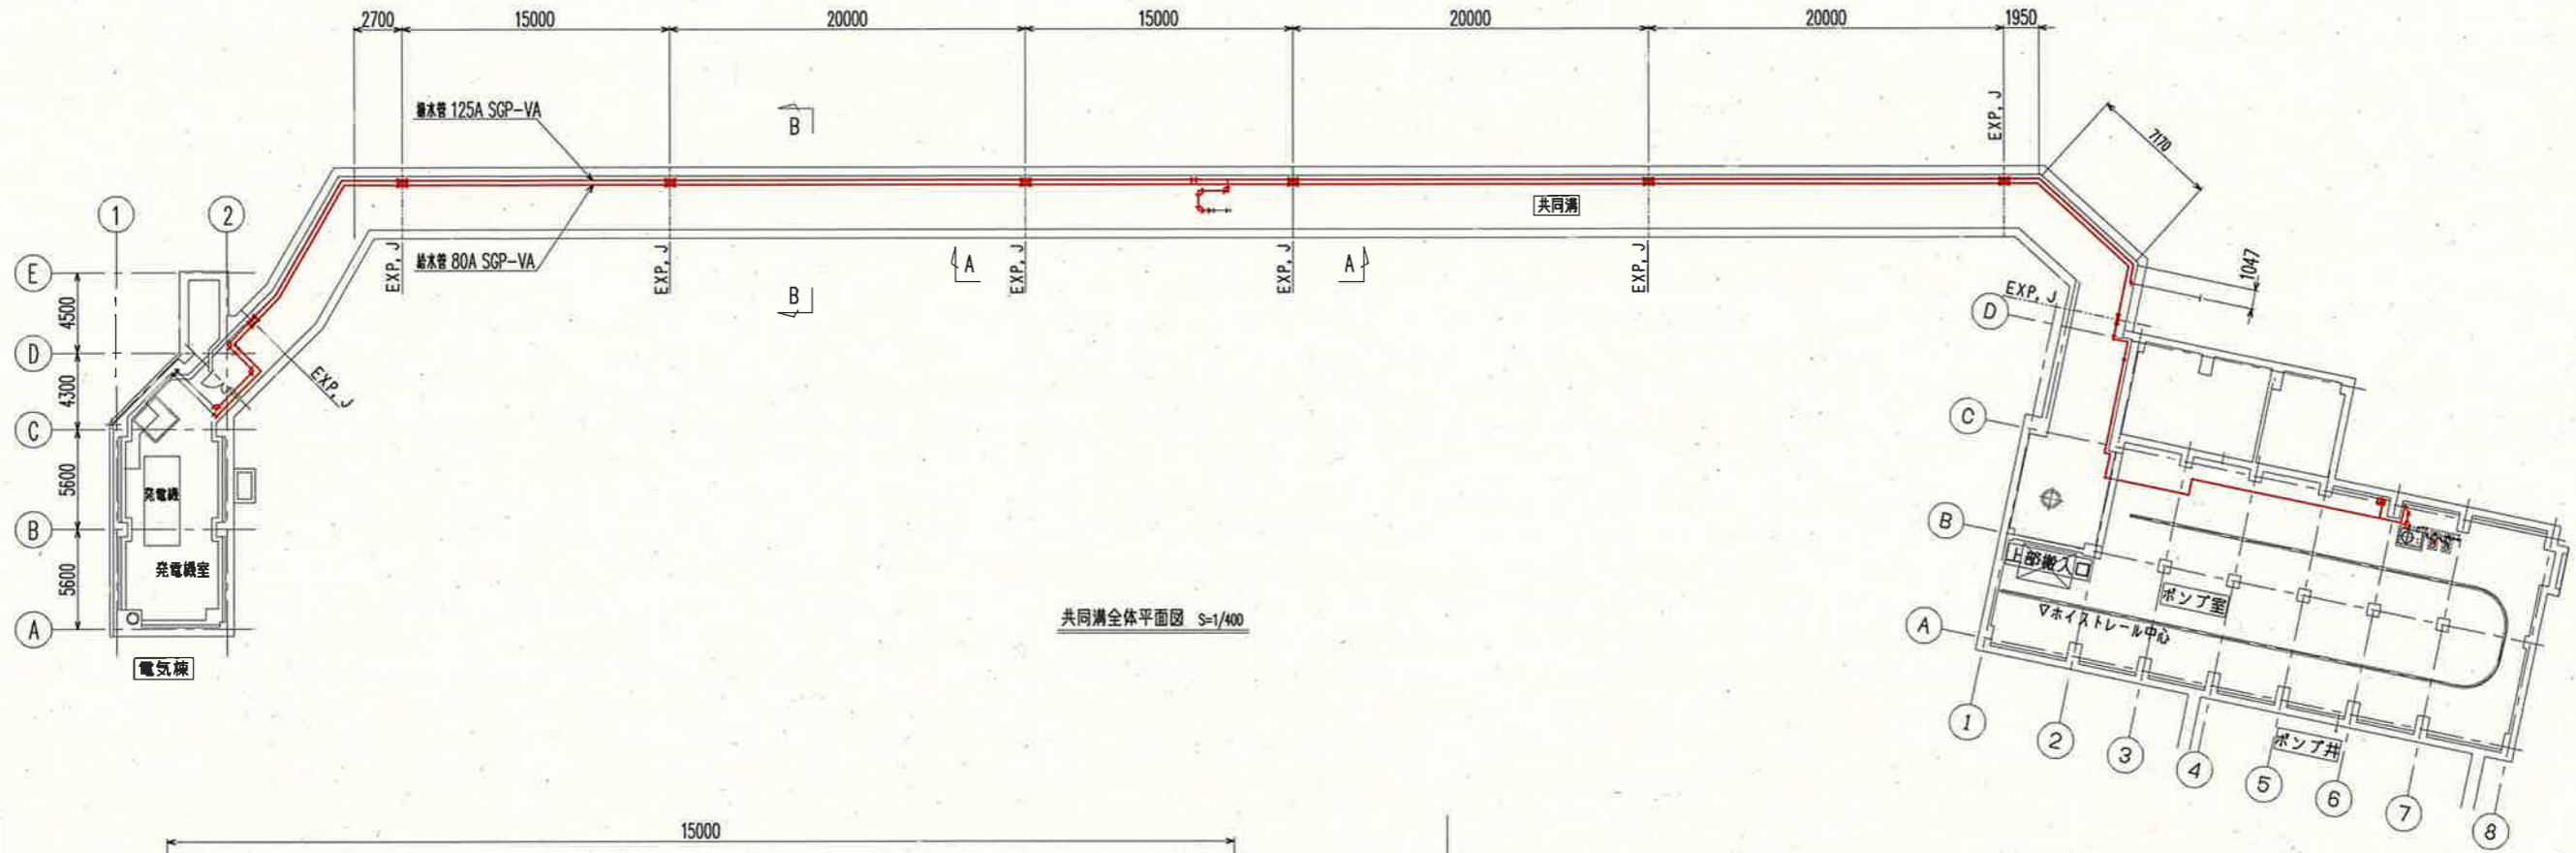 2700
15000
20000
15000
20000
20000
1950
揚水管 125A SGP-VA
B
EXP, J
7170
共同溝
1
2
給水管 80A SGP-VA
EXP, J
EXP, J
A
EXP, J
EXP, J
A
EXP, J
1047
EXP, J
E
4500
B
D
D
4300
EXP, J
C
C
5600
発電機
B
B
発電機室
上部搬入口
5600
ポンプ室
共同溝全体平面図 S=1/400
▽ホイストレール中心
A
A
電気棟
1
2
3
4
5
6
7
8
ポンプ井
15000